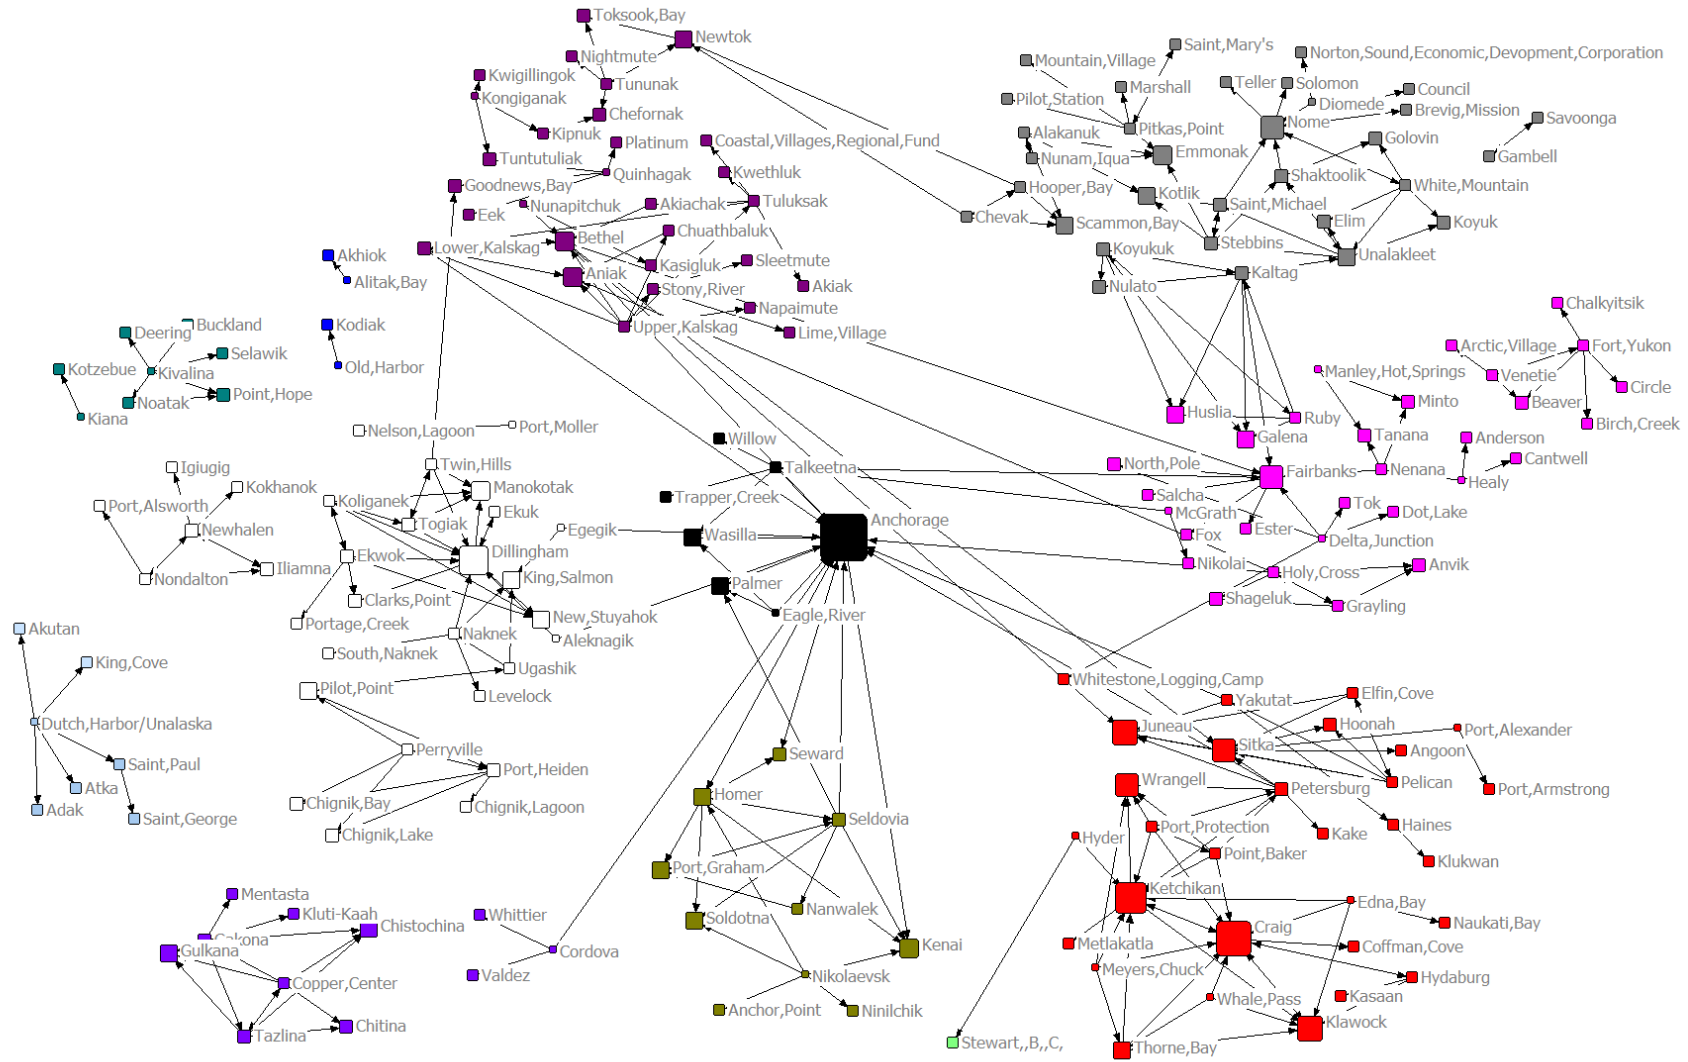 Toksook,Bay
Newtok
Nightmute
Kwigillingok
Tununak
Kongiganak
Chefornak
Kipnuk
Platinum
Coastal,Villages,Regional,Fund
Tuntutuliak
Quinhagak
Kwethluk
Goodnews,Bay
Nunapitchuk
Akiachak
Tuluksak
Eek
Chuathbaluk
Bethel
Lower,Kalskag
Kasigluk
Sleetmute
Aniak
Stony,River
Akiak
Napaimute
Upper,Kalskag
Lime,Village
Saint,Mary's
Mountain,Village
Norton,Sound,Economic,Devopment,Corporation
Marshall
Teller
Solomon
Council
Pilot,Station
Diomede
Brevig,Mission
Pitkas,Point
Nome
Savoonga
Alakanuk
Golovin
Emmonak
Nunam,Iqua
Gambell
Hooper,Bay
Kotlik
Shaktoolik
White,Mountain
Saint,Michael
Chevak
Scammon,Bay
Elim
Koyuk
Stebbins
Koyukuk
Unalakleet
Kaltag
Nulato
Akhiok
Alitak,Bay
Kodiak
Old,Harbor
Buckland
Deering
Selawik
Kotzebue
Kivalina
Point,Hope
Noatak
Kiana
Chalkyitsik
Arctic,Village
Fort,Yukon
Manley,Hot,Springs
Venetie
Circle
Minto
Beaver
Huslia
Ruby
Birch,Creek
Galena
Tanana
Anderson
North,Pole
Fairbanks
Nenana
Cantwell
Healy
Salcha
McGrath
Tok
Dot,Lake
Fox
Ester
Delta,Junction
Nikolai
Holy,Cross
Anvik
Shageluk
Grayling
Nelson,Lagoon
Port,Moller
Willow
Igiugig
Twin,Hills
Talkeetna
Kokhanok
Koliganek
Manokotak
Trapper,Creek
Port,Alsworth
Togiak
Ekuk
Anchorage
Newhalen
Egegik
Wasilla
Ekwok
Dillingham
Iliamna
Nondalton
King,Salmon
Palmer
Clarks,Point
New,Stuyahok
Eagle,River
Portage,Creek
Naknek
Aleknagik
South,Naknek
Ugashik
Pilot,Point
Levelock
Akutan
King,Cove
Dutch,Harbor/Unalaska
Saint,Paul
Atka
Adak
Saint,George
Perryville
Port,Heiden
Chignik,Bay
Chignik,Lagoon
Chignik,Lake
Whitestone,Logging,Camp
Yakutat
Elfin,Cove
Juneau
Hoonah
Port,Alexander
Sitka
Angoon
Seward
Wrangell
Petersburg
Pelican
Port,Armstrong
Homer
Seldovia
Port,Protection
Haines
Hyder
Kake
Point,Baker
Klukwan
Port,Graham
Ketchikan
Mentasta
Edna,Bay
Kluti-Kaah
Whittier
Nanwalek
Soldotna
Craig
Naukati,Bay
Chistochina
Gakona
Gulkana
Cordova
Kenai
Metlakatla
Coffman,Cove
Valdez
Nikolaevsk
Meyers,Chuck
Hydaburg
Copper,Center
Whale,Pass
Kasaan
Anchor,Point
Ninilchik
Klawock
Chitina
Tazlina
Stewart,,B,,C,
Thorne,Bay